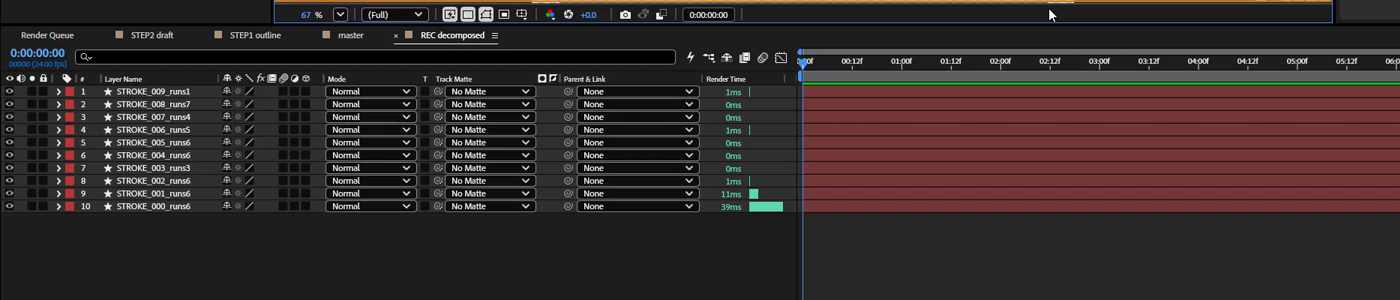 67 % (Full) +0.0 0:00:00:00
Render Queue STEP2 draft STEP1 outline master × REC decomposed
0:00:00:00
00000 (24.00 fps)
:00f 00:12f 01:00f 01:12f 02:00f 02:12f 03:00f 03:12f 04:00f 04:12f 05:00f 05:12f 06:0
# Layer Name fx Mode T Track Matte Parent & Link Render Time
1 STROKE_009_runs1 Normal No Matte None 1ms
2 STROKE_008_runs7 Normal No Matte None 0ms
3 STROKE_007_runs4 Normal No Matte None 0ms
4 STROKE_006_runs5 Normal No Matte None 1ms
5 STROKE_005_runs6 Normal No Matte None 0ms
6 STROKE_004_runs6 Normal No Matte None 0ms
7 STROKE_003_runs3 Normal No Matte None 0ms
8 STROKE_002_runs6 Normal No Matte None 1ms
9 STROKE_001_runs6 Normal No Matte None 11ms
10 STROKE_000_runs6 Normal No Matte None 39ms